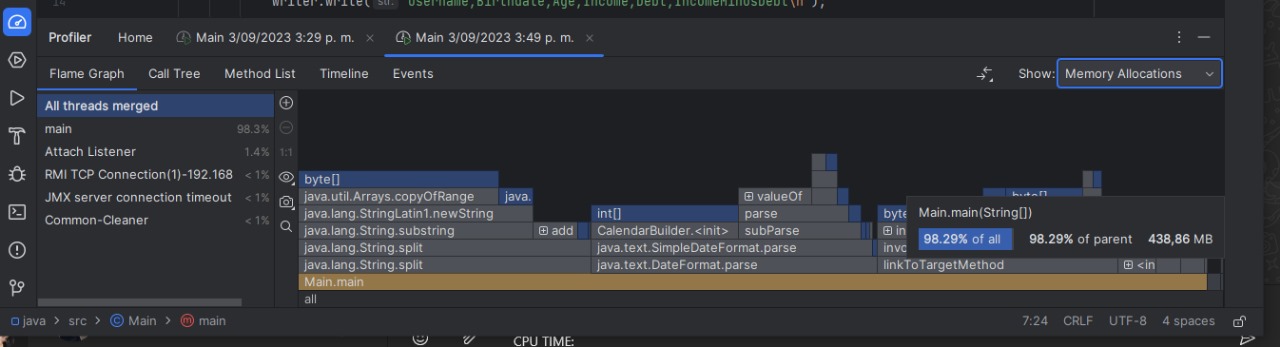 14 writer.write( str: "Username,Birthdate,Age,Income,Debt,IncomeMinusDebt\n");
Profiler Home Main 3/09/2023 3:29 p. m. × Main 3/09/2023 3:49 p. m. ×
Flame Graph Call Tree Method List Timeline Events Show: Memory Allocations
All threads merged
main 98.3%
Attach Listener 1.4%
RMI TCP Connection(1)-192.168 < 1%
JMX server connection timeout < 1%
Common-Cleaner < 1%
1:1
byte[]
java.util.Arrays.copyOfRange java. valueOf byte[]
java.lang.StringLatin1.newString int[] parse byte
java.lang.String.substring add CalendarBuilder.<init> subParse in
java.lang.String.split java.text.SimpleDateFormat.parse invo
java.lang.String.split java.text.DateFormat.parse linkToTargetMethod <in
Main.main
all
Main.main(String[])
98.29% of all 98.29% of parent 438,86 MB
java > src > Main > main 7:24 CRLF UTF-8 4 spaces
CPU TIME: